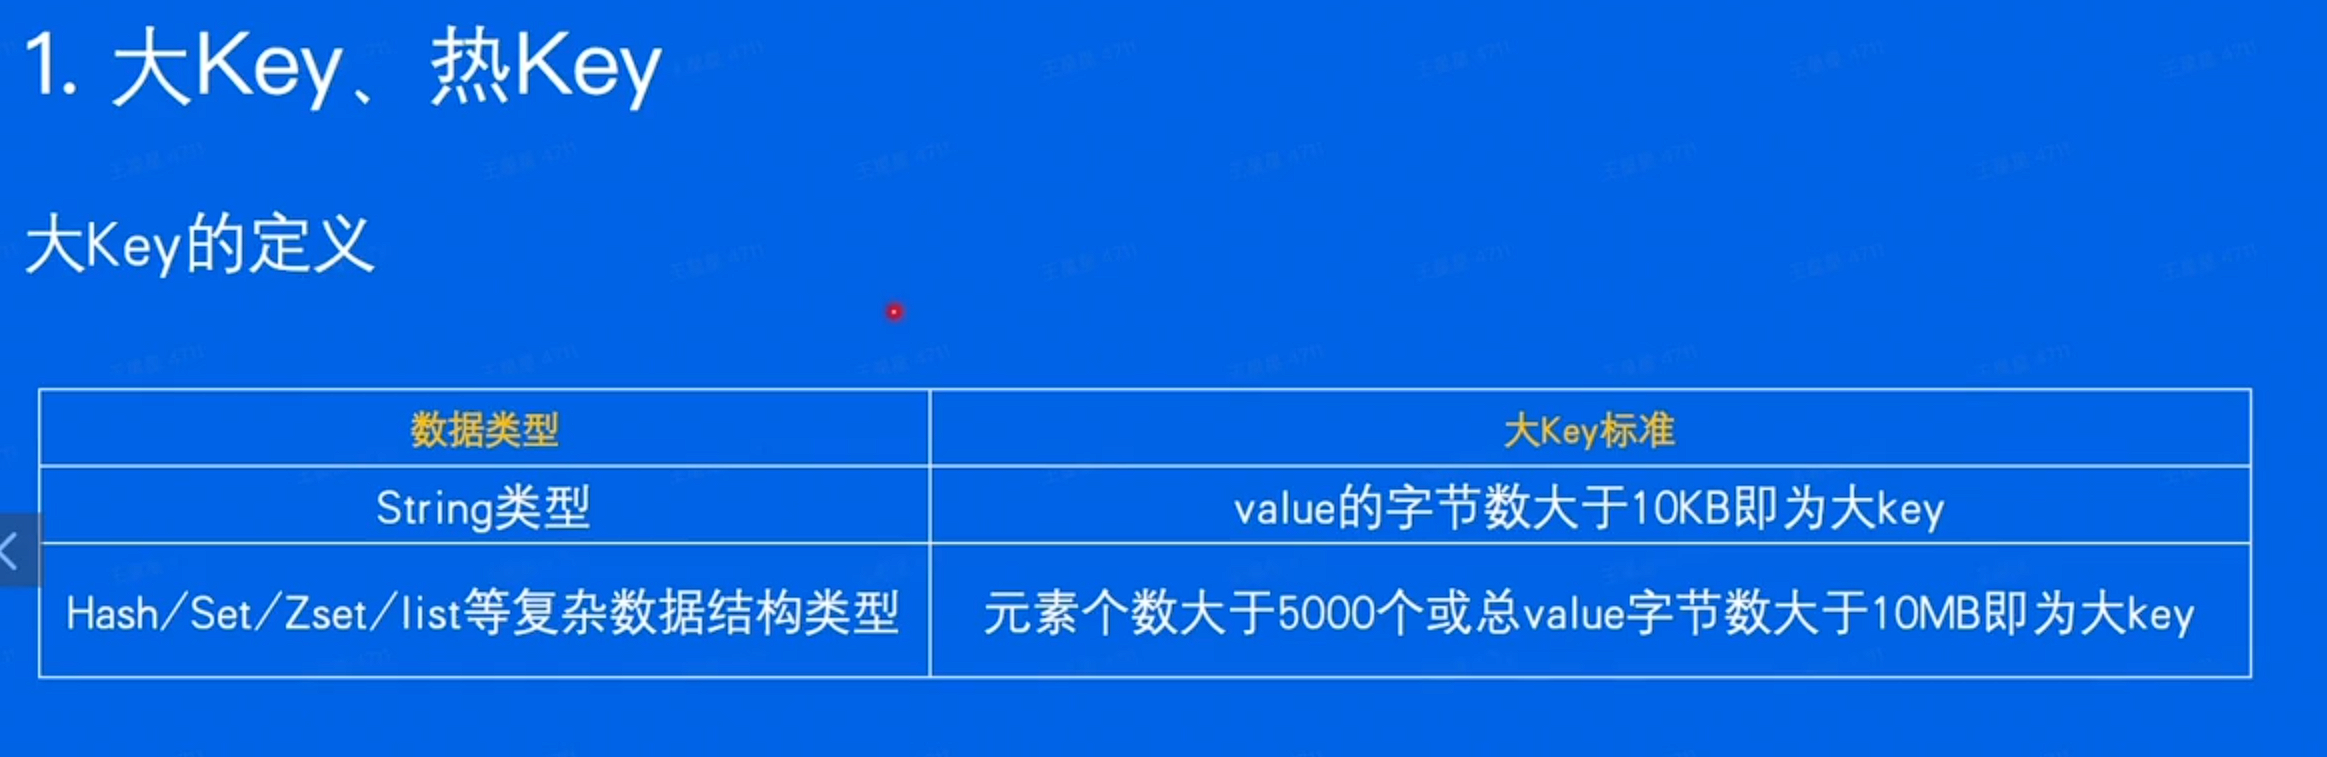 1. 大Key、热Key
大Key的定义
数据类型
大Key标准
String类型
value的字节数大于10KB即为大key
Hash/Set/Zset/list等复杂数据结构类型
元素个数大于5000个或总value字节数大于10MB即为大key